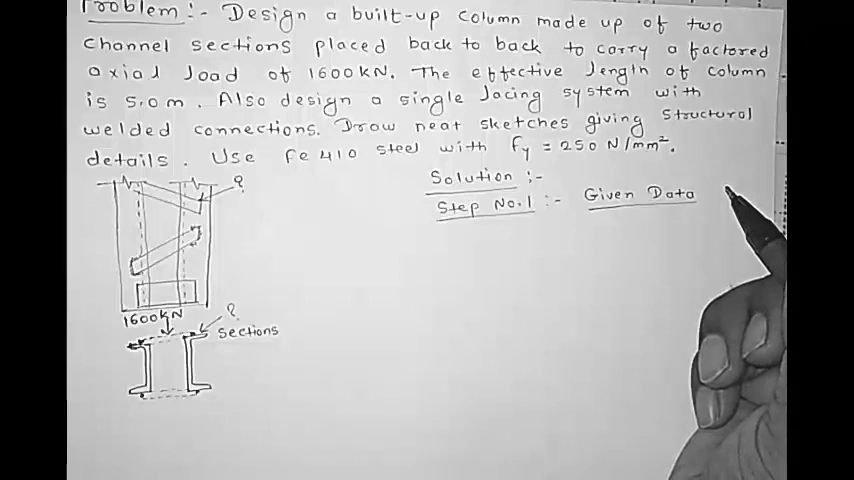 Problem :- Design a built-up column made up of two
channel sections placed back to back to carry a factored
axial load of 1600 KN. The effective length of column
is 5.0 m. Also design a single lacing system with
welded connections. Draw neat sketches giving structural
details. Use Fe 410 steel with fy = 250 N/mm².
Solution :-
Step No.1 :- Given Data
?
1600KN
?
sections